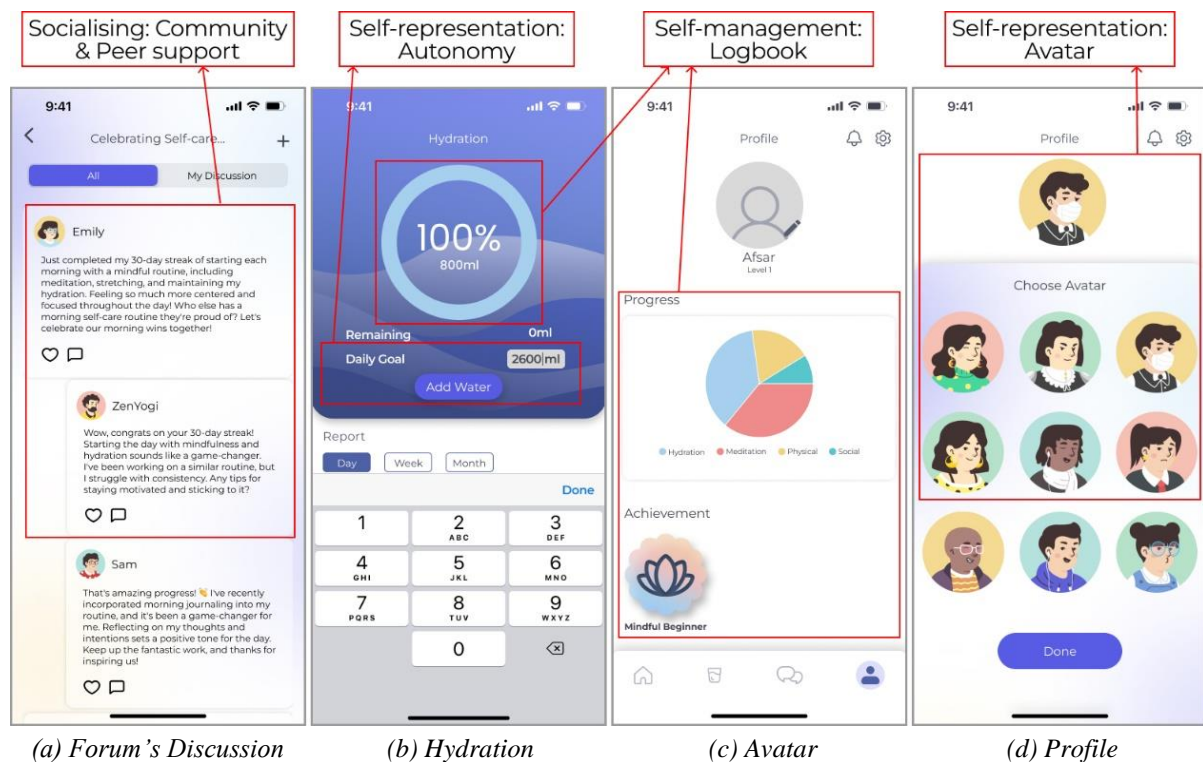 Socialising: Community
& Peer support
Self-representation:
Autonomy
Self-management:
Logbook
Self-representation:
Avatar
9:41
Celebrating Self-care...
+
All
My Discussion
Emily
Just completed my 30-day streak of starting each
morning with a mindful routine, including
meditation, stretching, and maintaining my
hydration. Feeling so much more centered and
focused throughout the day! Who else has a
morning self-care routine they're proud of? Let's
celebrate our morning wins together!
ZenYogi
Wow, congrats on your 30-day streak!
Starting the day with mindfulness and
hydration sounds like a game-changer.
I've been working on a similar routine, but
I struggle with consistency. Any tips for
staying motivated and sticking to it?
Sam
That's amazing progress! 👏 I've recently
incorporated morning journaling into my
routine, and it's been a game-changer for
me. Reflecting on my thoughts and
intentions sets a positive tone for the day.
Keep up the fantastic work, and thanks for
inspiring us!
9:41
Hydration
100%
800ml
Remaining 0ml
Daily Goal 2600|ml
Add Water
Report
Day Week Month
Done
1 2 3
ABC DEF
4 5 6
GHI JKL MNO
7 8 9
PQRS TUV WXYZ
0
9:41
Profile
Afsar
Level 1
Progress
Hydration Meditation Physical Social
Achievement
Mindful Beginner
9:41
Profile
Choose Avatar
Done
(a) Forum's Discussion
(b) Hydration
(c) Avatar
(d) Profile